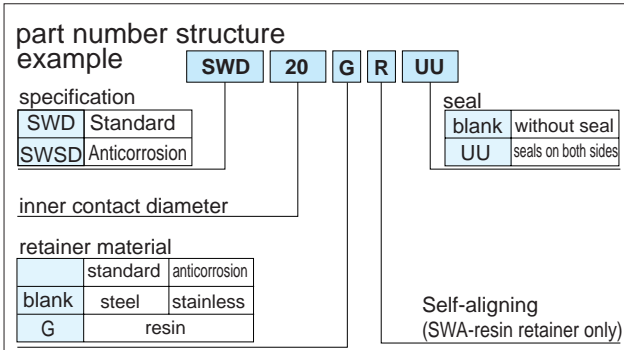 part number structure
example
SWD 20 G R UU
specification
SWD Standard
SWSD Anticorrosion
seal
blank without seal
UU seals on both sides
inner contact diameter
retainer material
standard anticorrosion
blank steel stainless
G resin
Self-aligning
(SWA-resin retainer only)